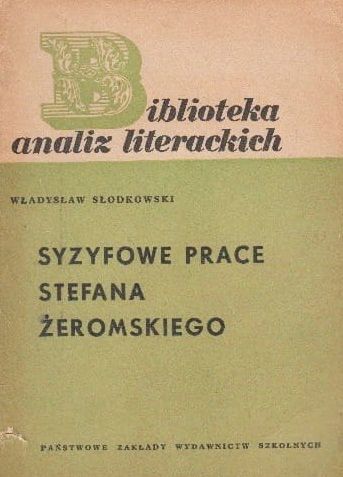 Biblioteka
analiz literackich
WŁADYSŁAW SŁODKOWSKI
SYZYFOWE PRACE
STEFANA
ŻEROMSKIEGO
PAŃSTWOWE ZAKŁADY WYDAWNICTW SZKOLNYCH